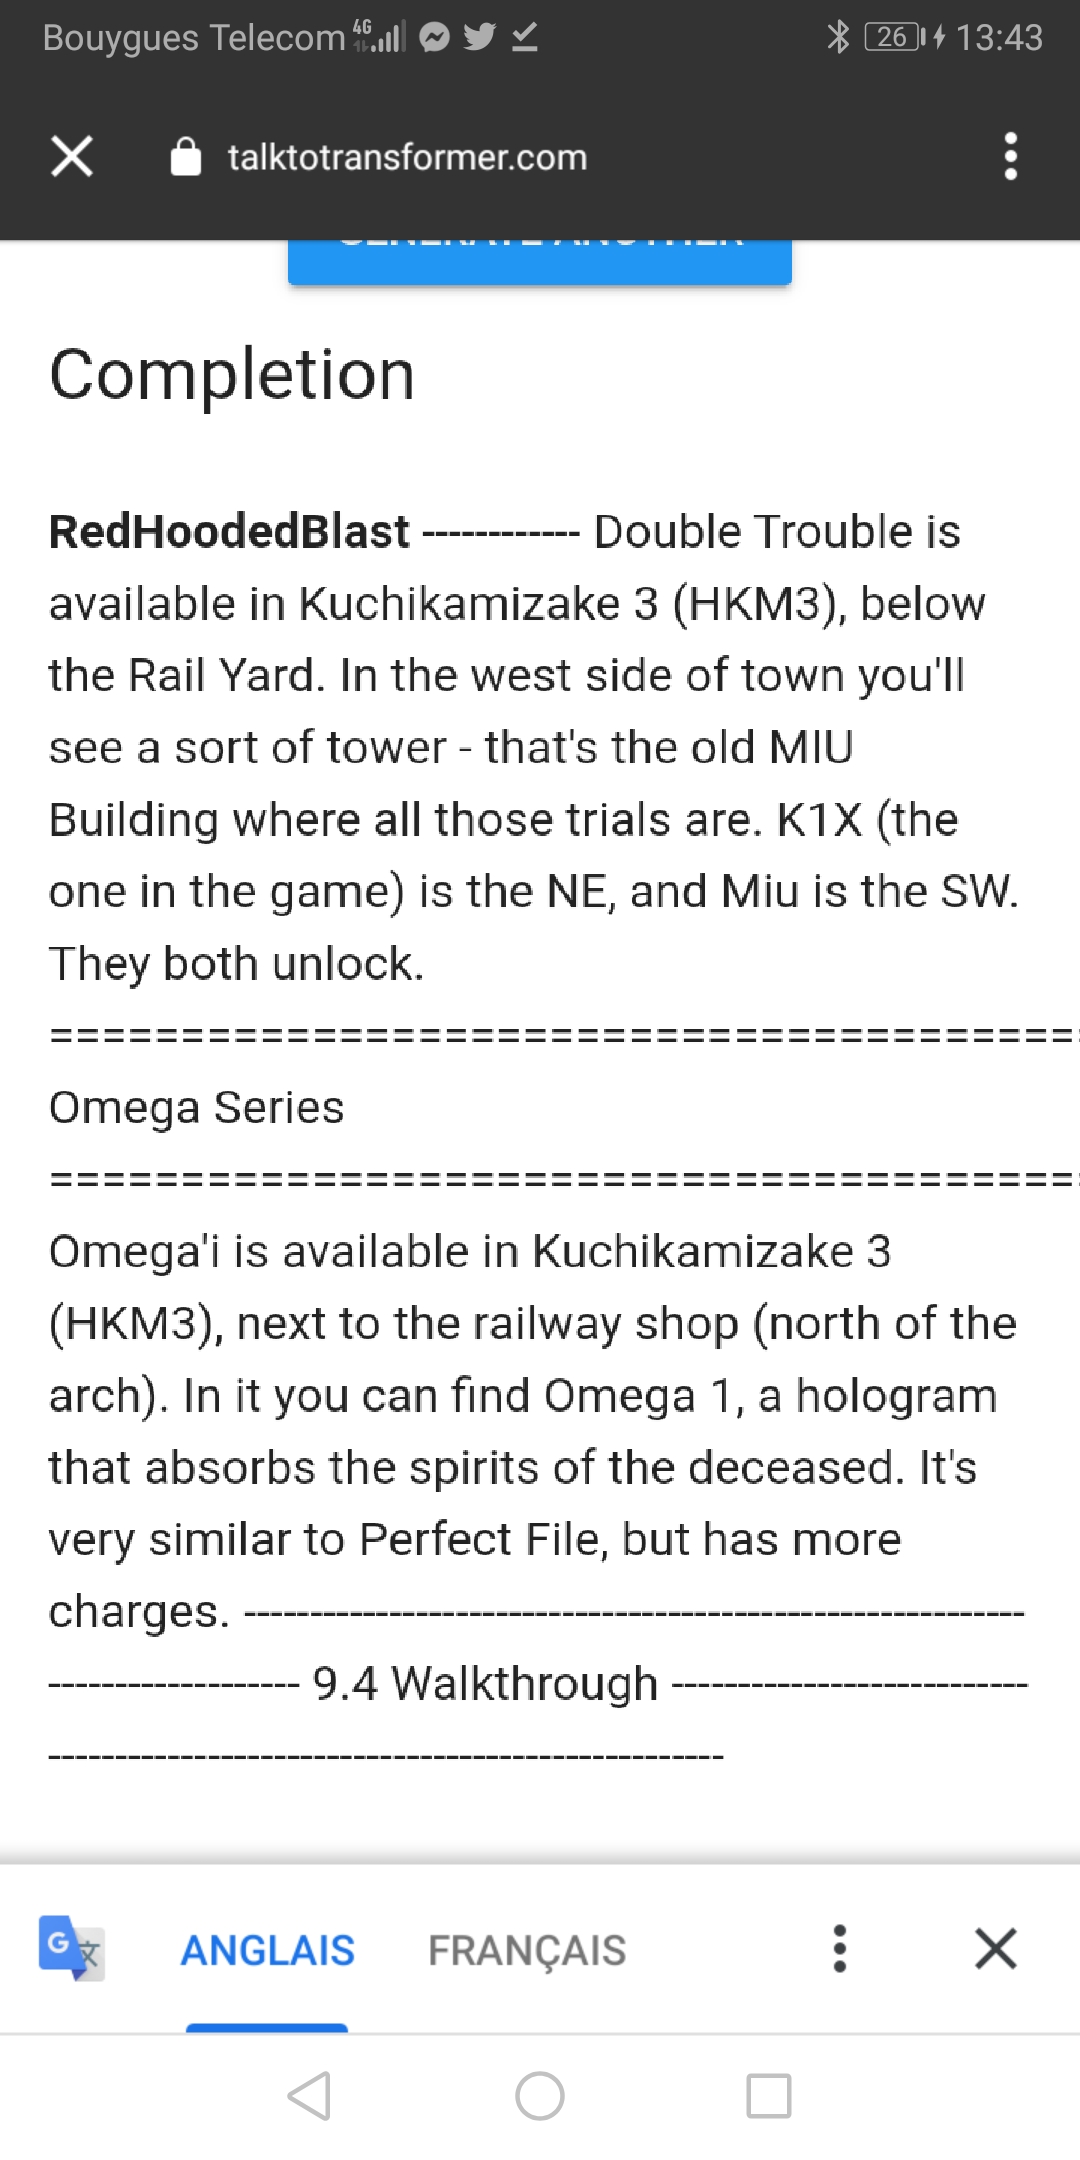 Bouygues Telecom 4G 26 13:43
talktotransformer.com
GENERATE ANOTHER
Completion
RedHoodedBlast ------------ Double Trouble is
available in Kuchikamizake 3 (HKM3), below
the Rail Yard. In the west side of town you'll
see a sort of tower - that's the old MIU
Building where all those trials are. K1X (the
one in the game) is the NE, and Miu is the SW.
They both unlock.
=======================================
Omega Series
=======================================
Omega'i is available in Kuchikamizake 3
(HKM3), next to the railway shop (north of the
arch). In it you can find Omega 1, a hologram
that absorbs the spirits of the deceased. It's
very similar to Perfect File, but has more
charges. -----------------------------------------------------------
------------------- 9.4 Walkthrough ---------------------------
---------------------------------------------------
G 文 ANGLAIS FRANÇAIS